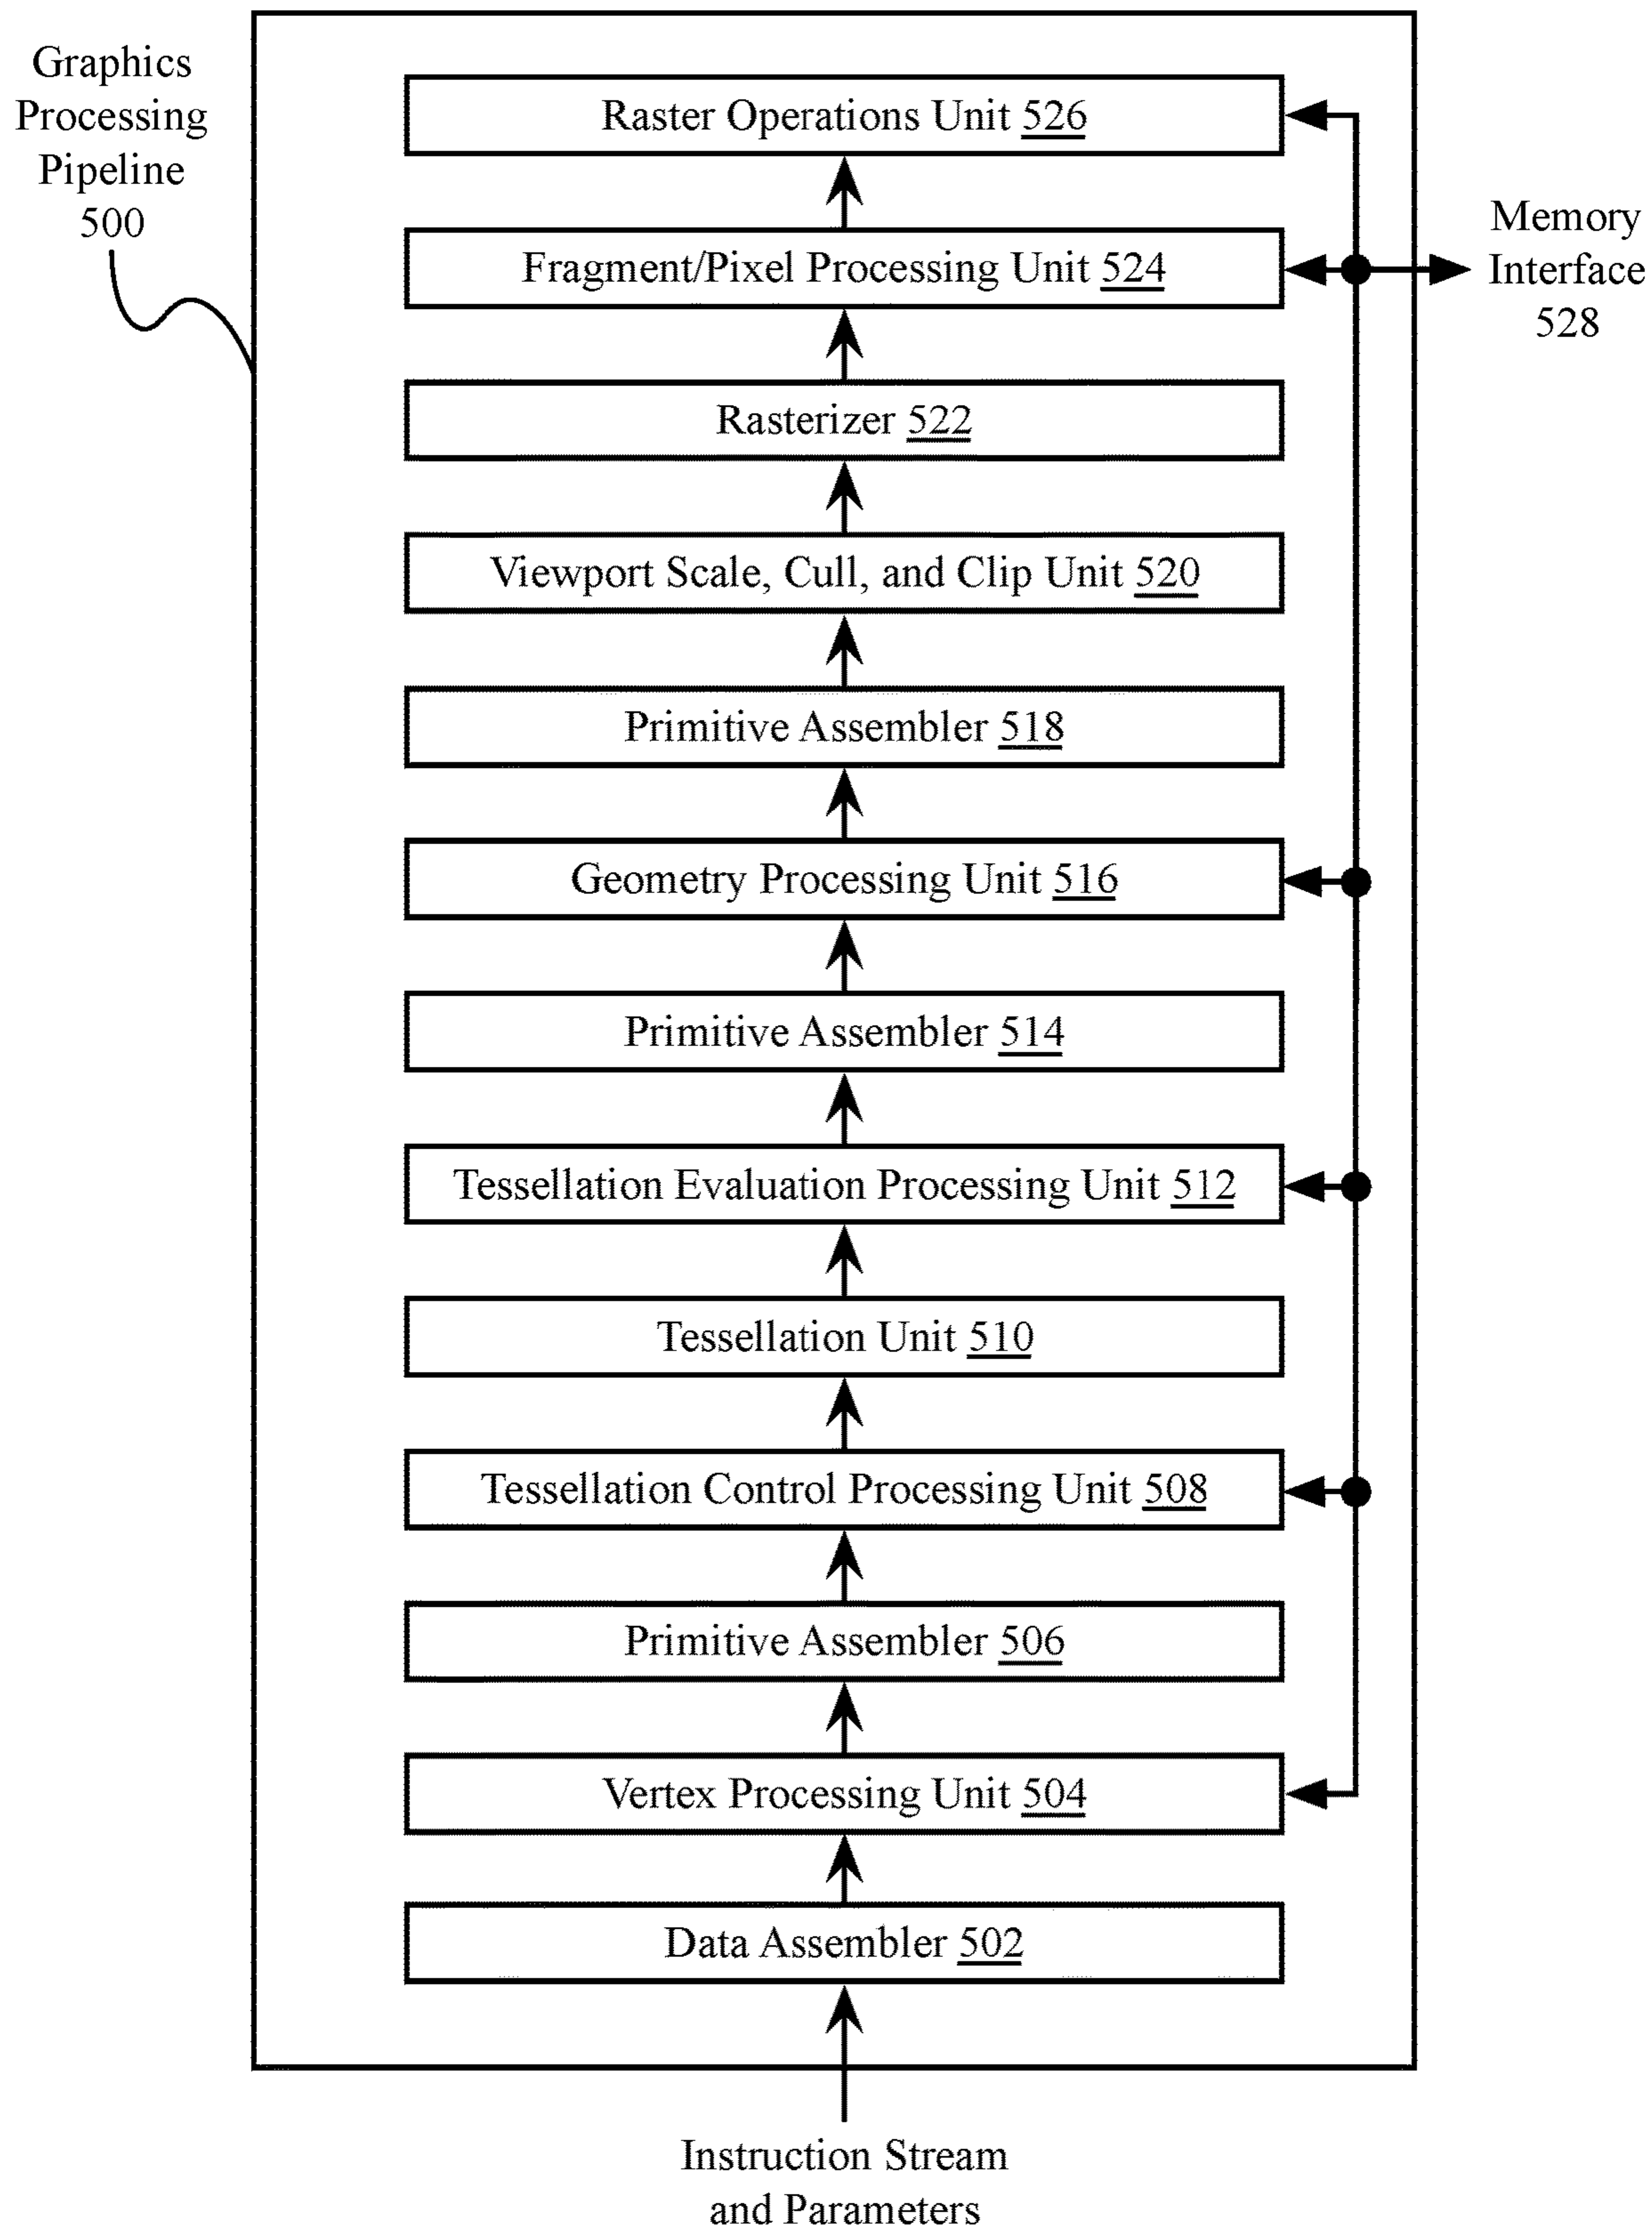 Graphics
Processing
Pipeline
500
Raster Operations Unit 526
Fragment/Pixel Processing Unit 524
Memory
Interface
528
Rasterizer 522
Viewport Scale, Cull, and Clip Unit 520
Primitive Assembler 518
Geometry Processing Unit 516
Primitive Assembler 514
Tessellation Evaluation Processing Unit 512
Tessellation Unit 510
Tessellation Control Processing Unit 508
Primitive Assembler 506
Vertex Processing Unit 504
Data Assembler 502
Instruction Stream
and Parameters